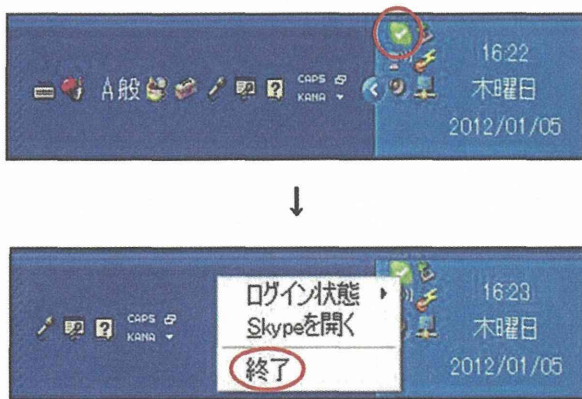 A般 CAPS
KANA
16:22
木曜日
2012/01/05
↓
CAPS
KANA
ログイン状態
Skypeを開く
終了
16:23
木曜日
2012/01/05